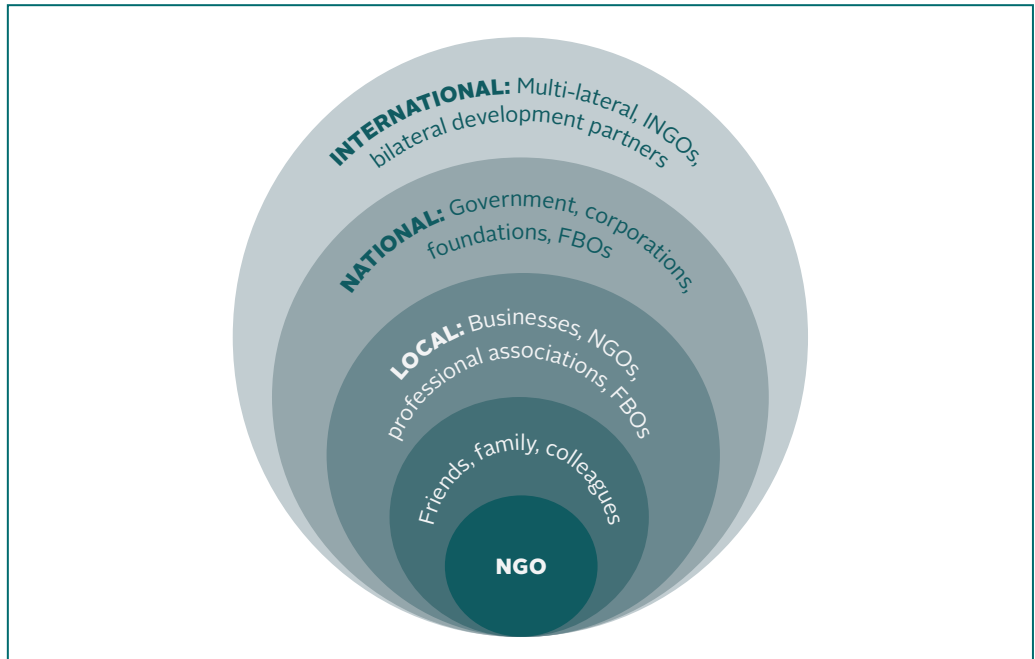 INTERNATIONAL: Multi-lateral, INGOs,
bilateral development partners
NATIONAL: Government, corporations,
foundations, FBOs
LOCAL: Businesses, NGOs,
professional associations, FBOs
Friends, family, colleagues
NGO